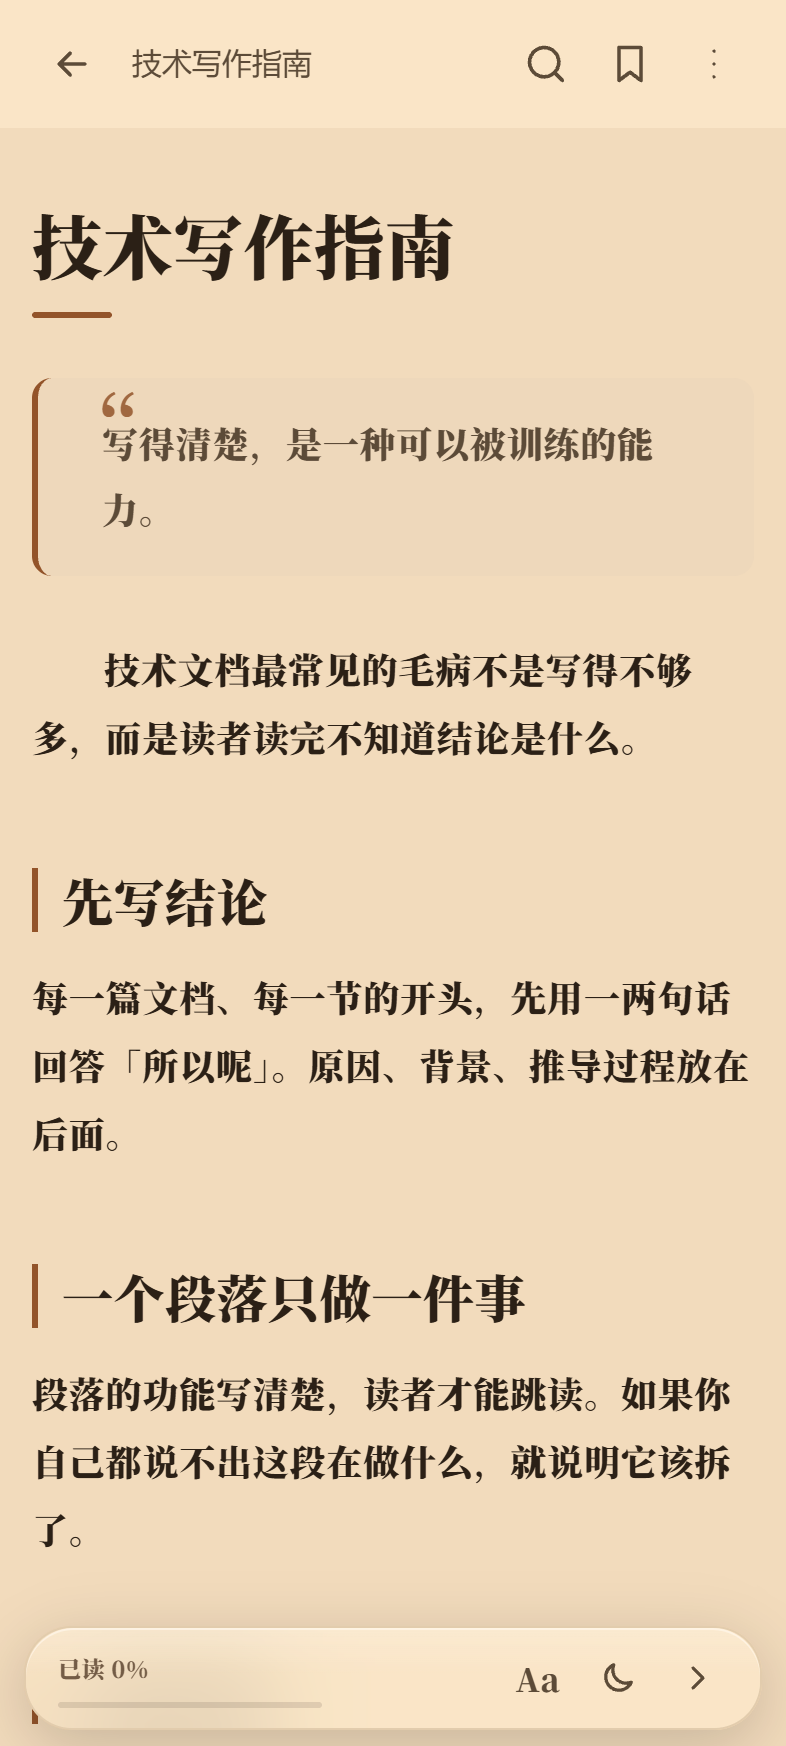 技术写作指南
技术写作指南
“
写得清楚，是一种可以被训练的能
力。
技术文档最常见的毛病不是写得不够
多，而是读者读完不知道结论是什么。
先写结论
每一篇文档、每一节的开头，先用一两句话
回答「所以呢」。原因、背景、推导过程放在
后面。
一个段落只做一件事
段落的功能写清楚，读者才能跳读。如果你
自己都说不出这段在做什么，就说明它该拆
了。
已读 0%
Aa